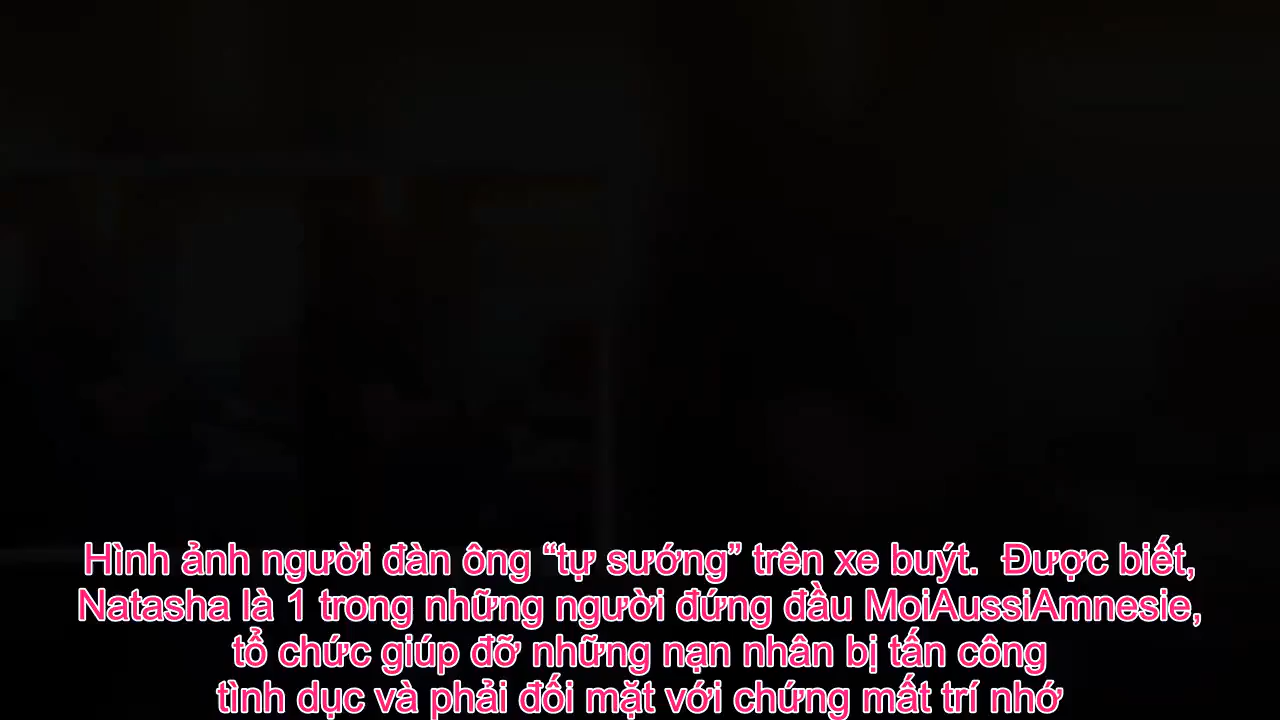 Hình ảnh người đàn ông “tự sướng” trên xe buýt.  Được biết,
Natasha là 1 trong những người đứng đầu MoiAussiAmnesie,
tổ chức giúp đỡ những nạn nhân bị tấn công
tình dục và phải đối mặt với chứng mất trí nhớ